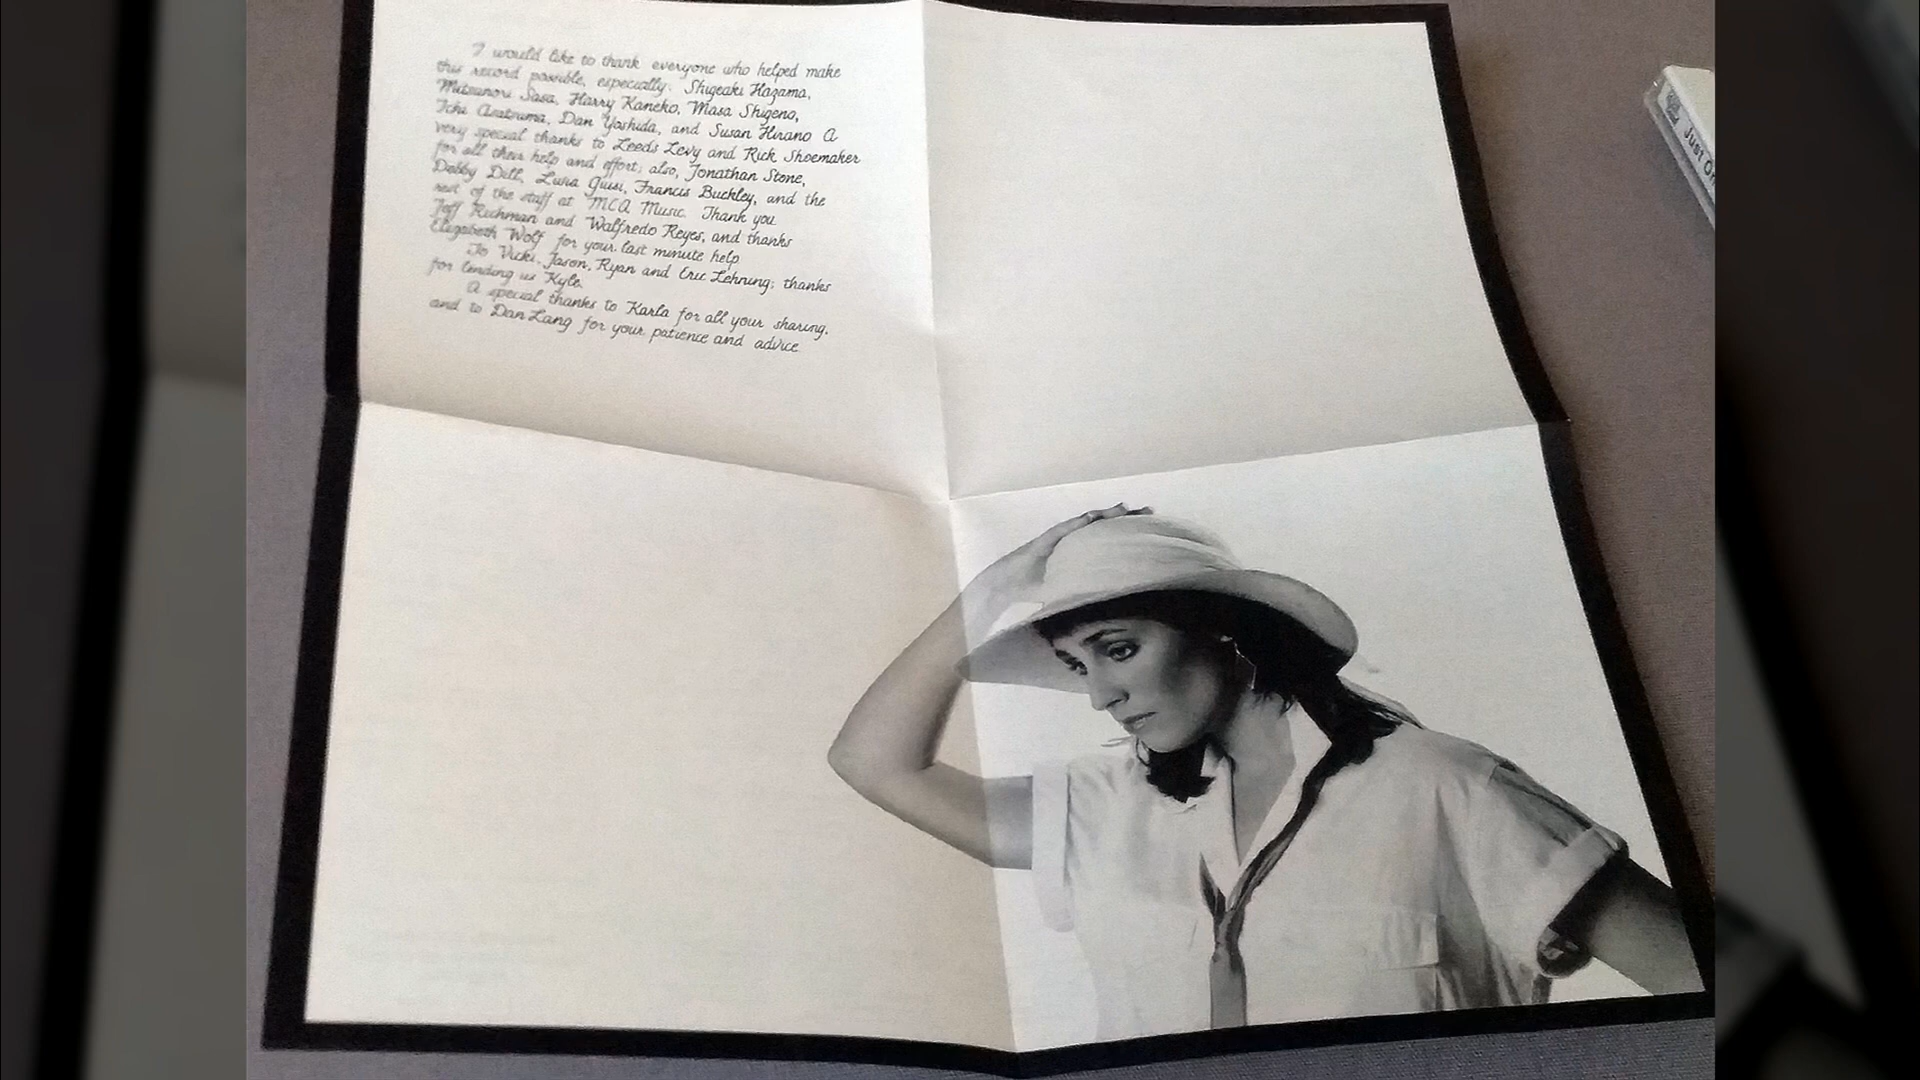 I would like to thank everyone who helped make
this record possible, especially: Shigeaki Hazama,
Mitsunori Sasa, Harry Kaneko, Masa Shigeno,
Ichi Asatsuma, Dan Yoshida, and Susan Hirano A
very special thanks to Leeds Levy and Rick Shoemaker
for all their help and effort; also, Jonathan Stone,
Debby Dill, Luisa Guisi, Francis Buckley, and the
rest of the staff at MCA Music. Thank you
Jeff Richman and Walfredo Reyes, and thanks
Elizabeth Wolf for your last minute help
To Vicki, Jason, Ryan and Eric Lehning; thanks
for lending us Kyle.
A special thanks to Karla for all your sharing,
and to Dan Lang for your patience and advice
Just